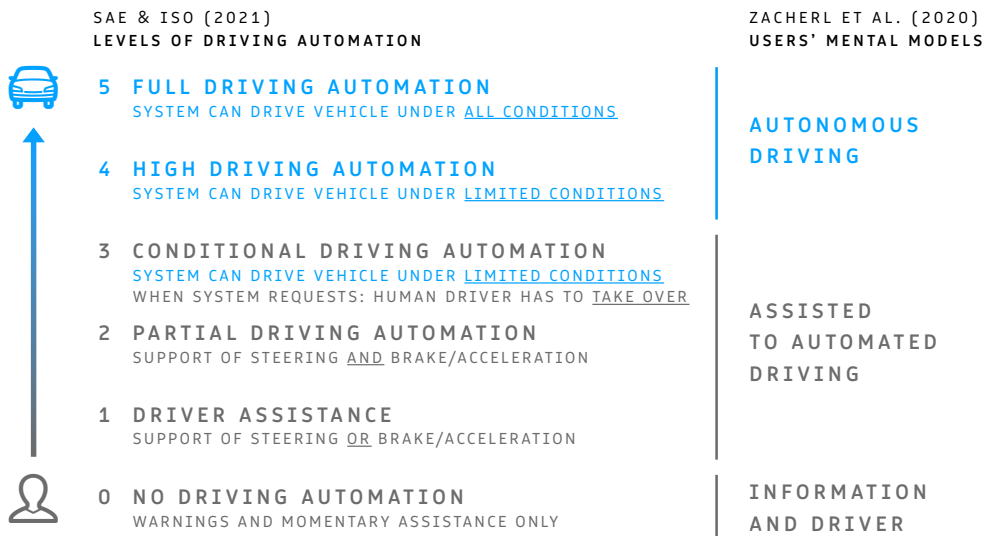 SAE & ISO (2021)
LEVELS OF DRIVING AUTOMATION
ZACHERL ET AL. (2020)
USERS' MENTAL MODELS
5 FULL DRIVING AUTOMATION
SYSTEM CAN DRIVE VEHICLE UNDER ALL CONDITIONS
4 HIGH DRIVING AUTOMATION
SYSTEM CAN DRIVE VEHICLE UNDER LIMITED CONDITIONS
AUTONOMOUS
DRIVING
3 CONDITIONAL DRIVING AUTOMATION
SYSTEM CAN DRIVE VEHICLE UNDER LIMITED CONDITIONS
WHEN SYSTEM REQUESTS: HUMAN DRIVER HAS TO TAKE OVER
2 PARTIAL DRIVING AUTOMATION
SUPPORT OF STEERING AND BRAKE/ACCELERATION
1 DRIVER ASSISTANCE
SUPPORT OF STEERING OR BRAKE/ACCELERATION
ASSISTED
TO AUTOMATED
DRIVING
0 NO DRIVING AUTOMATION
WARNINGS AND MOMENTARY ASSISTANCE ONLY
INFORMATION
AND DRIVER